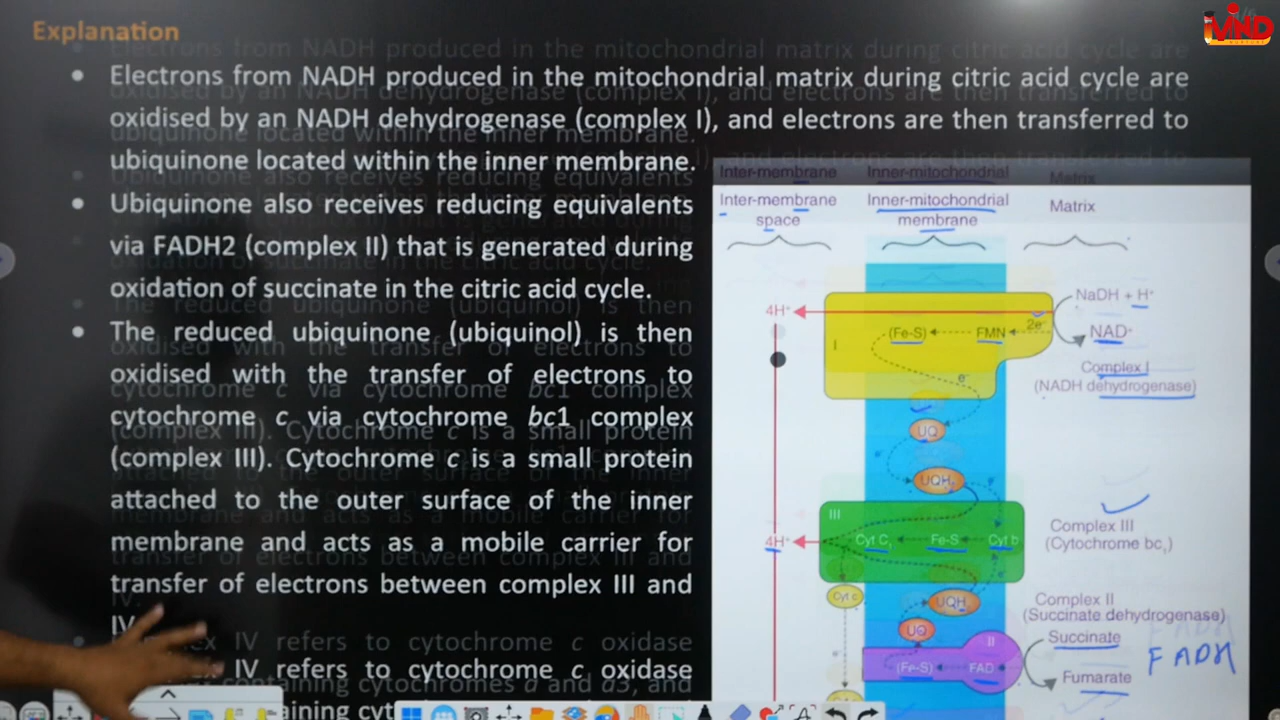 Explanation
• Electrons from NADH produced in the mitochondrial matrix during citric acid cycle are
oxidised by an NADH dehydrogenase (complex I), and electrons are then transferred to
ubiquinone located within the inner membrane.
• Ubiquinone also receives reducing equivalents
via FADH2 (complex II) that is generated during
oxidation of succinate in the citric acid cycle.
• The reduced ubiquinone (ubiquinol) is then
oxidised with the transfer of electrons to
cytochrome c via cytochrome bc1 complex
(complex III). Cytochrome c is a small protein
attached to the outer surface of the inner
membrane and acts as a mobile carrier for
transfer of electrons between complex III and
IV
IV refers to cytochrome c oxidase
Inter-membrane
space
Inner-mitochondrial
membrane
Matrix
4H⁺
NaDH + H⁺
I
(Fe-S)
FMN
2e⁻
NAD⁺
e⁻
Complex I
(NADH dehydrogenase)
UQ
e⁻
UQH₂
III
4H⁺
Cyt C₁
Fe-S
Cyt b
Complex III
(Cytochrome bc₁)
Cyt c
UQH
UQ
Complex II
(Succinate dehydrogenase)
II
Succinate
(Fe-S)
FAD
Fumarate
FADH